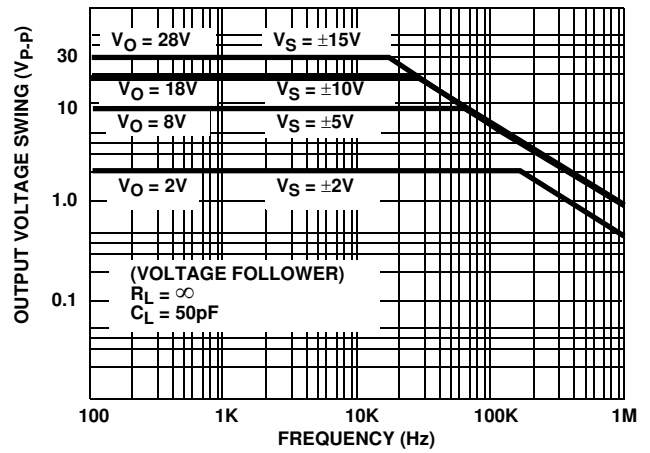 OUTPUT VOLTAGE SWING (VP-P)
30
10
1.0
0.1
VO = 28V VS = ±15V
VO = 18V VS = ±10V
VO = 8V VS = ±5V
VO = 2V VS = ±2V
(VOLTAGE FOLLOWER)
RL = ∞
CL = 50pF
100 1K 10K 100K 1M
FREQUENCY (Hz)